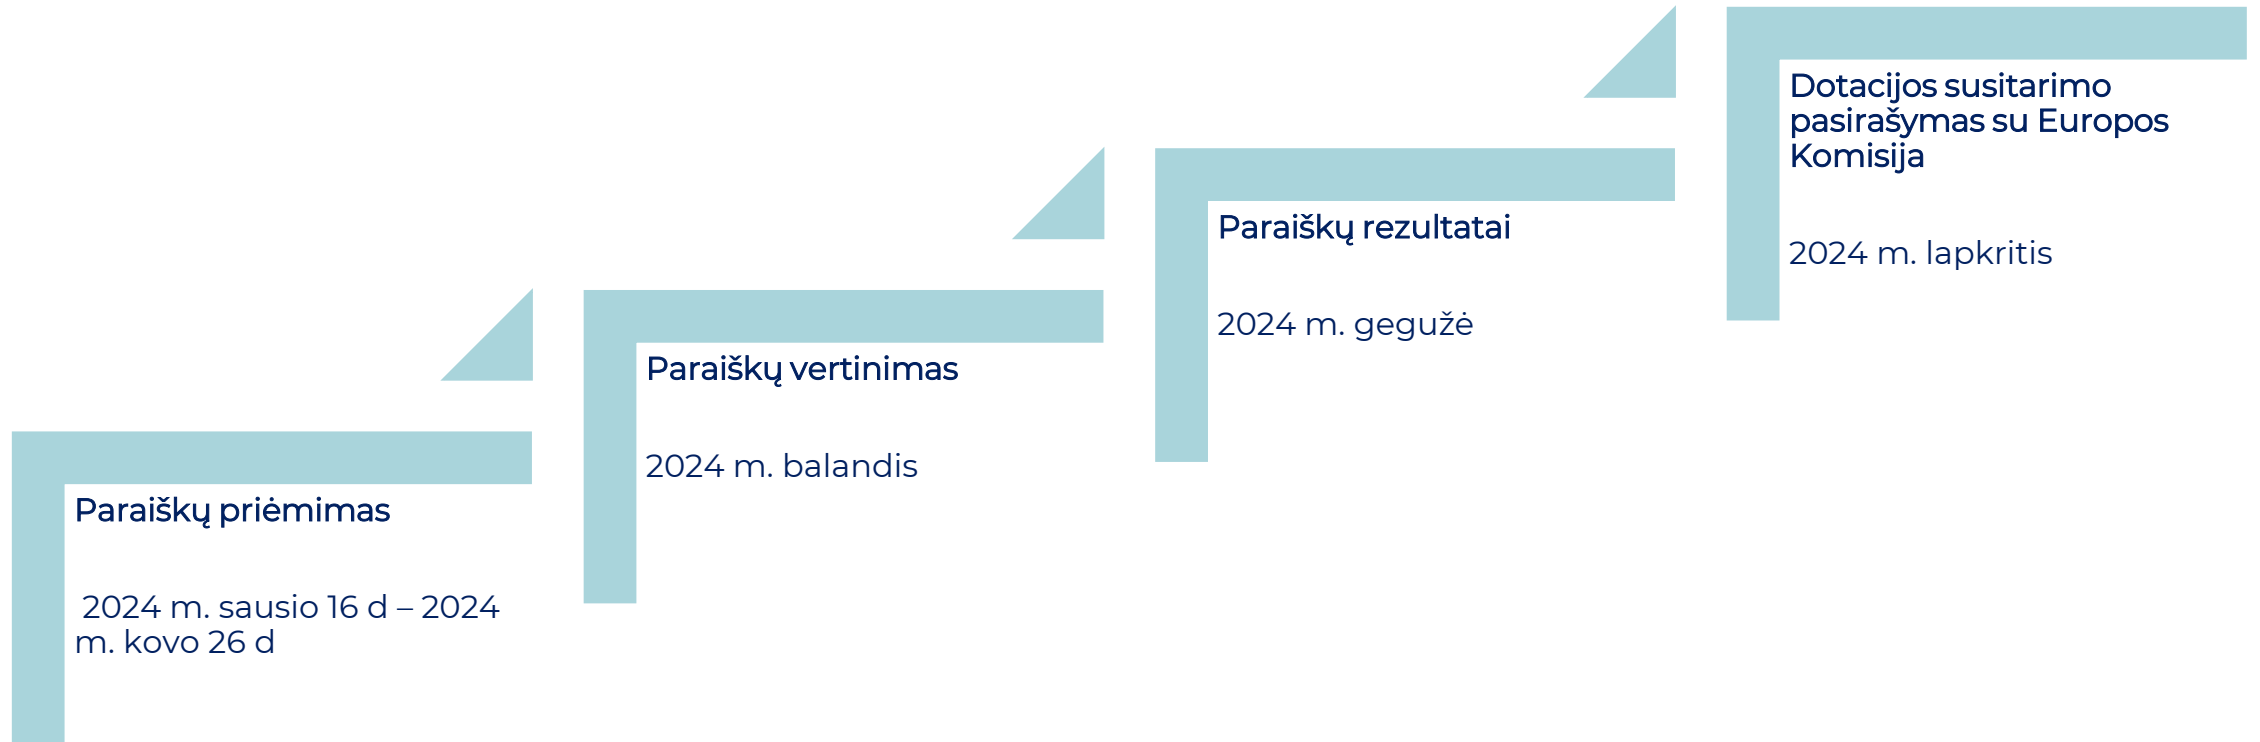 Paraiškų priėmimas
2024 m. sausio 16 d – 2024
m. kovo 26 d
Paraiškų vertinimas
2024 m. balandis
Paraiškų rezultatai
2024 m. gegužė
Dotacijos susitarimo
pasirašymas su Europos
Komisija
2024 m. lapkritis